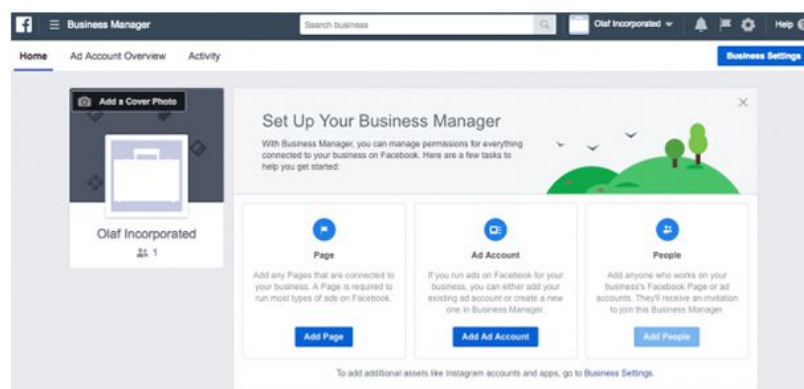 f Business Manager Search business Olaf Incorporated Help
Home Ad Account Overview Activity Business Settings
Add a Cover Photo
Olaf Incorporated
1
Set Up Your Business Manager
With Business Manager, you can manage permissions for everything
connected to your business on Facebook. Here are a few tasks to
help you get started:
Page
Add any Pages that are connected to
your business. A Page is required to
run most types of ads on Facebook.
Add Page
Ad Account
If you run ads on Facebook for your
business, you can either add your
existing ad account or create a new
one in Business Manager.
Add Ad Account
People
Add anyone who works on your
business's Facebook Page or ad
accounts. They'll receive an invitation
to join this Business Manager.
Add People
To add additional assets like Instagram accounts and apps, go to Business Settings.